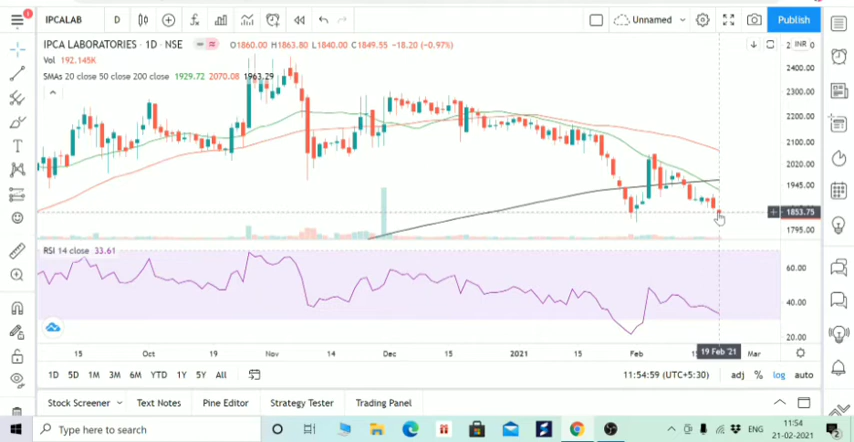 IPCALAB D Unnamed Publish
IPCA LABORATORIES · 1D · NSE O1860.00 H1863.80 L1840.00 C1849.55 −18.20 (−0.97%) INR
Vol 192.145K
SMAs 20 close 50 close 200 close 1929.72 2070.08 1963.29
2400.00
2300.00
2200.00
2100.00
2020.00
1945.00
1853.75
1795.00
RSI 14 close 33.61
60.00
40.00
20.00
15 Oct 19 Nov 14 Dec 15 2021 15 Feb 19 Feb '21 Mar
1D 5D 1M 3M 6M YTD 1Y 5Y All 11:54:59 (UTC+5:30) adj % log auto
Stock Screener Text Notes Pine Editor Strategy Tester Trading Panel
Type here to search ENG 11:54
21-02-2021 2